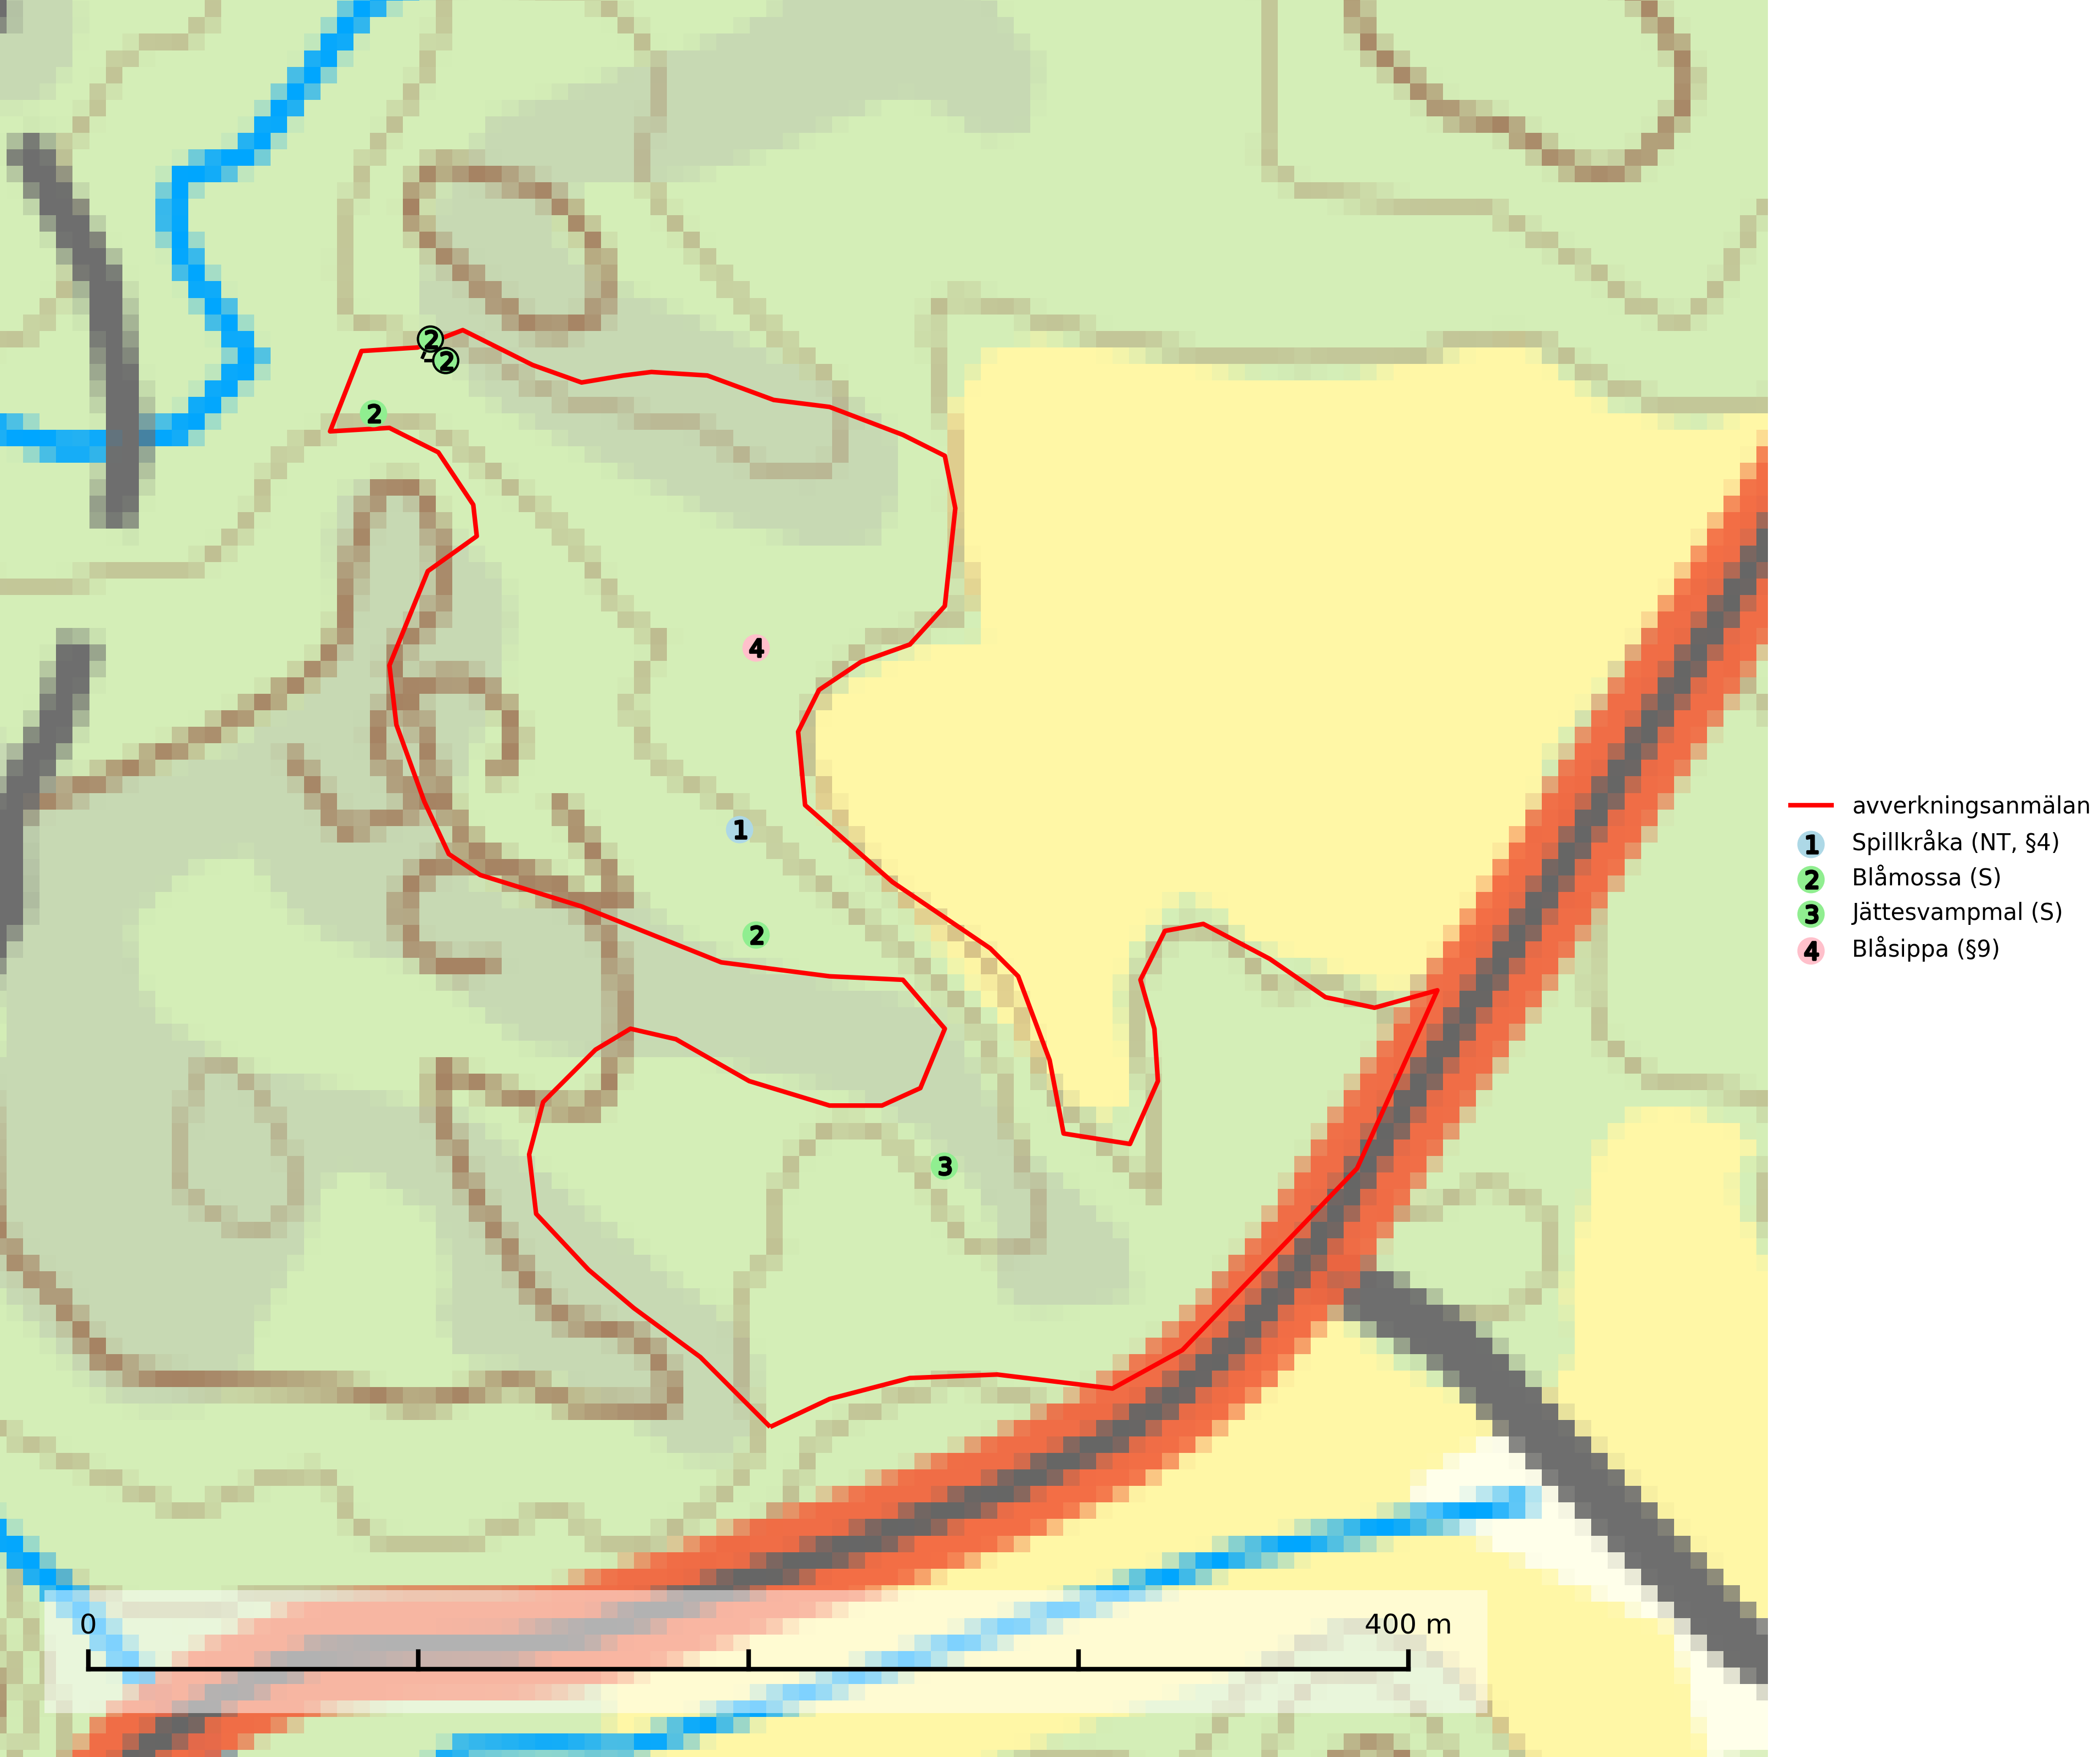 2
2
2
4
1
2
3
avverkningsanmälan
1 Spillkråka (NT, §4)
2 Blåmossa (S)
3 Jättesvampmal (S)
4 Blåsippa (§9)
0 400 m